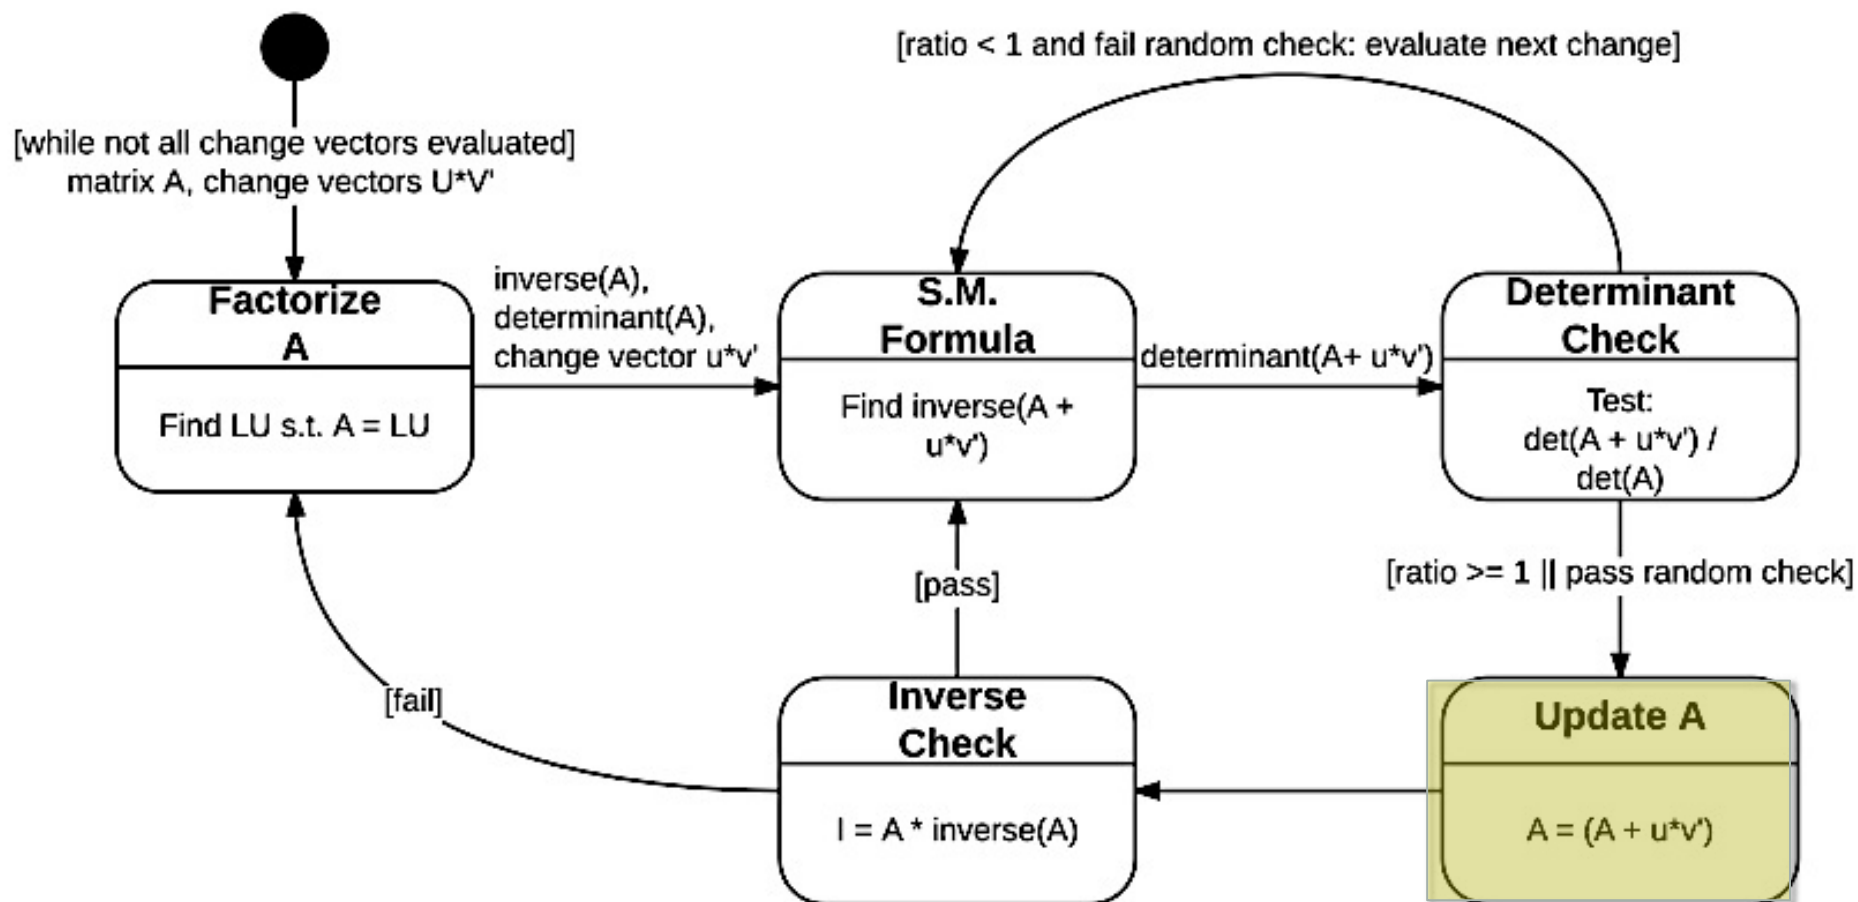 [ratio < 1 and fail random check: evaluate next change]
[while not all change vectors evaluated]
matrix A, change vectors U*V'
Factorize
A
Find LU s.t. A = LU
inverse(A),
determinant(A),
change vector u*v'
S.M.
Formula
Find inverse(A +
u*v')
determinant(A+ u*v')
Determinant
Check
Test:
det(A + u*v') /
det(A)
[ratio >= 1 || pass random check]
[pass]
[fail]
Inverse
Check
I = A * inverse(A)
Update A
A = (A + u*v')